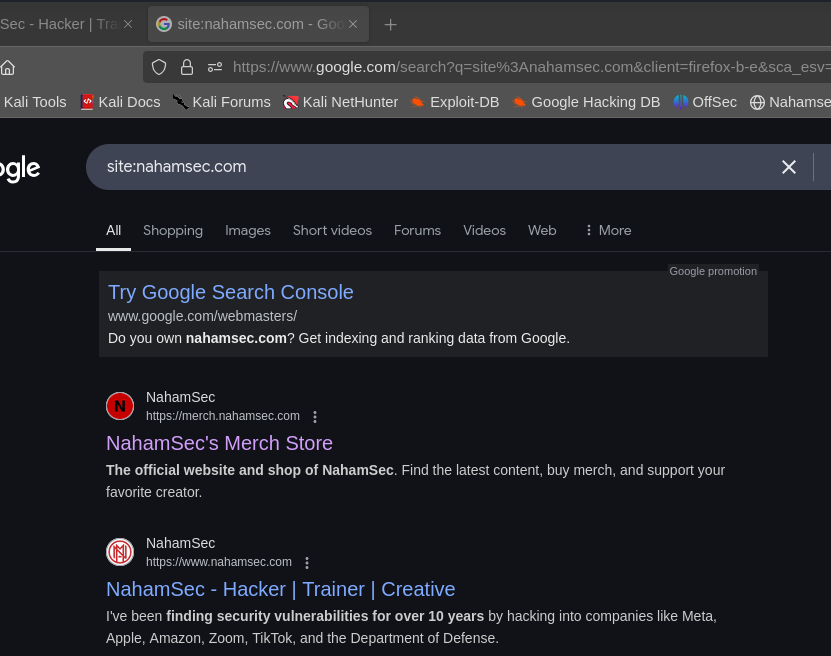 Sec - Hacker | Tra
site:nahamsec.com - Goo
https://www.google.com/search?q=site%3Anahamsec.com&client=firefox-b-e&sca_esv=
Kali Tools Kali Docs Kali Forums Kali NetHunter Exploit-DB Google Hacking DB OffSec Nahamse
ogle
site:nahamsec.com
All Shopping Images Short videos Forums Videos Web More
Google promotion
Try Google Search Console
www.google.com/webmasters/
Do you own nahamsec.com? Get indexing and ranking data from Google.
N
NahamSec
https://merch.nahamsec.com
NahamSec's Merch Store
The official website and shop of NahamSec. Find the latest content, buy merch, and support your
favorite creator.
NahamSec
https://www.nahamsec.com
NahamSec - Hacker | Trainer | Creative
I've been finding security vulnerabilities for over 10 years by hacking into companies like Meta,
Apple, Amazon, Zoom, TikTok, and the Department of Defense.